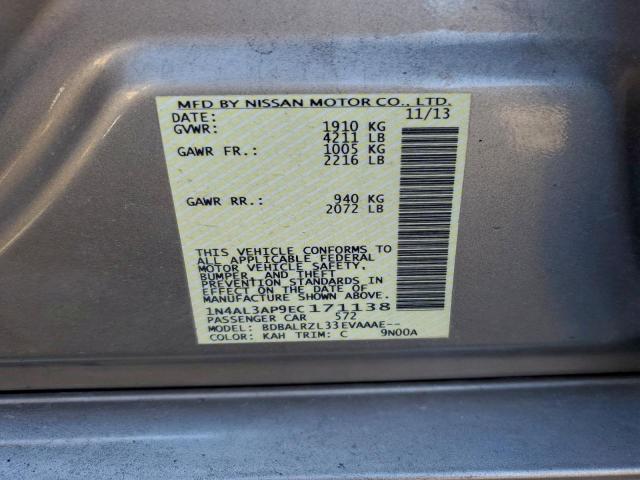 MFD BY NISSAN MOTOR CO., LTD.
DATE: 11/13
GVWR: 1910 KG
4211 LB
GAWR FR.: 1005 KG
2216 LB
GAWR RR.: 940 KG
2072 LB
THIS VEHICLE CONFORMS TO
ALL APPLICABLE FEDERAL
MOTOR VEHICLE SAFETY,
BUMPER, AND THEFT
PREVENTION STANDARDS IN
EFFECT ON THE DATE OF
MANUFACTURE SHOWN ABOVE.
1N4AL3AP9EC171138
PASSENGER CAR 572
MODEL: BDBALRZL33EVAAAE--
COLOR: KAH TRIM: C 9N00A